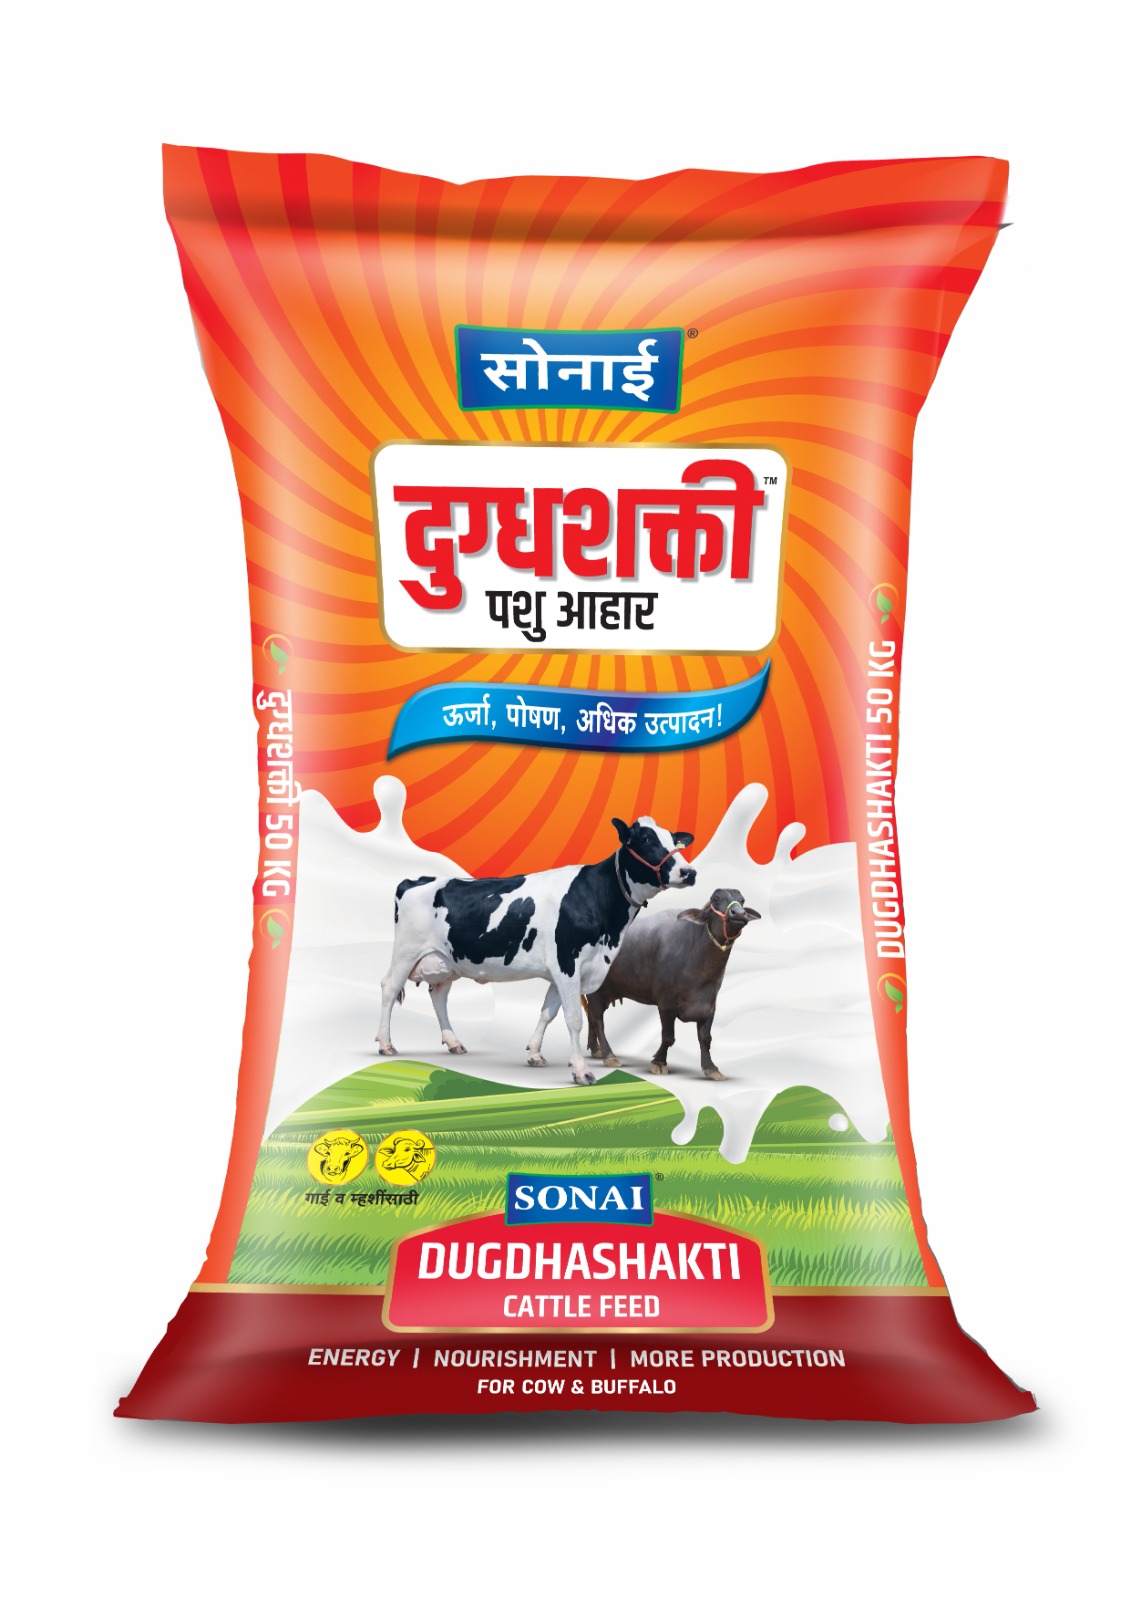 सोनाई ®
दुग्धशक्ती ™
पशु आहार
ऊर्जा, पोषण, अधिक उत्पादन!
दुग्धशक्ती 50 KG
DUGDHASHAKTI 50 KG
गाई व म्हशींसाठी
SONAI ®
DUGDHASHAKTI
CATTLE FEED
ENERGY | NOURISHMENT | MORE PRODUCTION
FOR COW & BUFFALO